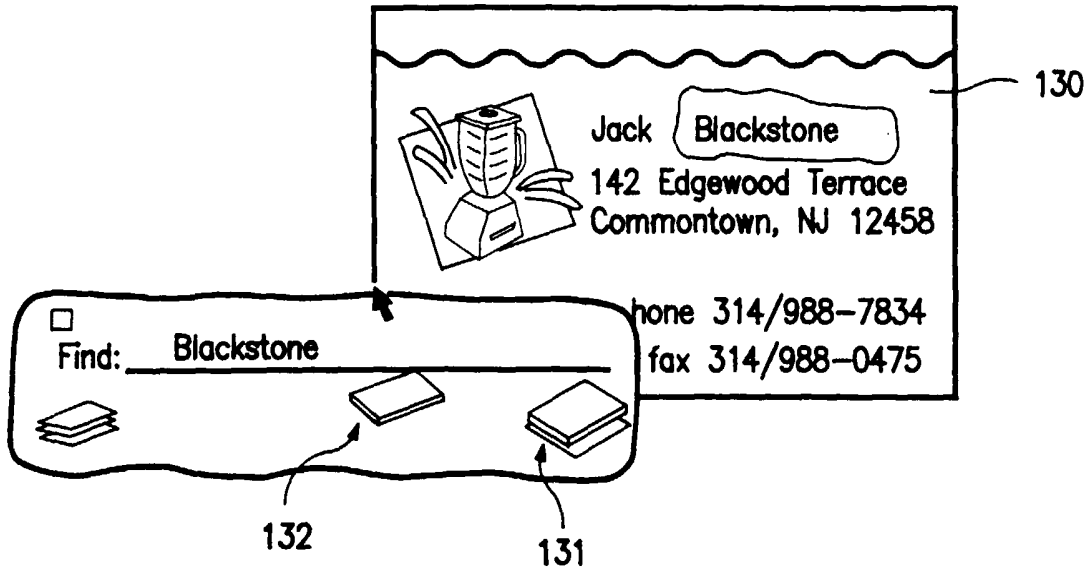 130
Jack Blackstone
142 Edgewood Terrace
Commontown, NJ 12458
hone 314/988-7834
fax 314/988-0475
Find: Blackstone
132
131